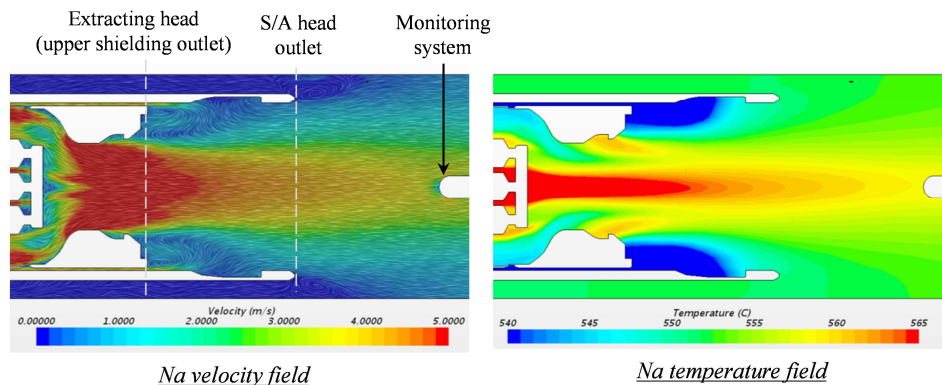 Extracting head
(upper shielding outlet)
S/A head
outlet
Monitoring
system
Velocity (m/s)
0.00000 1.0000 2.0000 3.0000 4.0000 5.0000
Temperature (C)
540 545 550 555 560 565
Na velocity field
Na temperature field